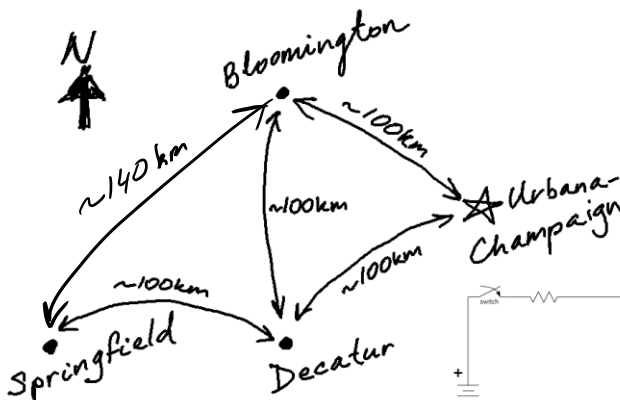 N
Bloomington
~140km
~100km
~100km
~100km
~100km
Urbana-
Champaign
Springfield
Decatur
switch
+